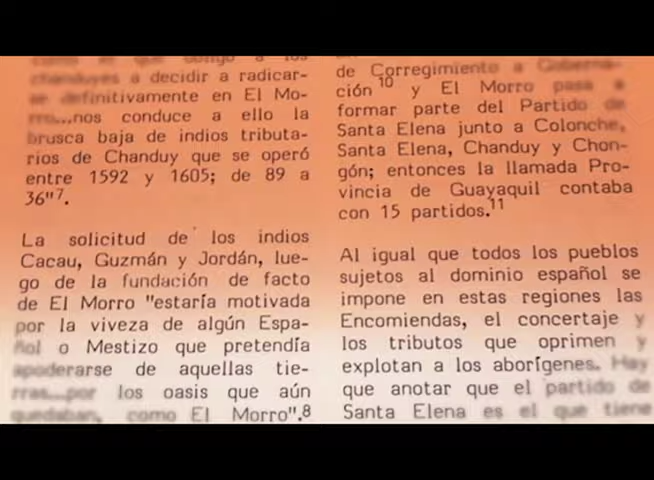 chanduyes a decidir a radicar-
se definitivamente en El Mo-
rro...nos conduce a ello la
brusca baja de indios tributa-
rios de Chanduy que se operó
entre 1592 y 1605; de 89 a
36"7.
La solicitud de los indios
Cacau, Guzmán y Jordán, lue-
go de la fundación de facto
de El Morro "estaría motivada
por la viveza de algún Espa-
ñol o Mestizo que pretendía
apoderarse de aquellas tie-
rras...por los oasis que aún
quedaban, como El Morro".8
de Corregimiento a Goberna-
ción10 y El Morro pasa a
formar parte del Partido de
Santa Elena junto a Colonche,
Santa Elena, Chanduy y Chon-
gón; entonces la llamada Pro-
vincia de Guayaquil contaba
con 15 partidos.11
Al igual que todos los pueblos
sujetos al dominio español se
impone en estas regiones las
Encomiendas, el concertaje y
los tributos que oprimen y
explotan a los aborígenes. Hay
que anotar que el partido de
Santa Elena es el que tiene